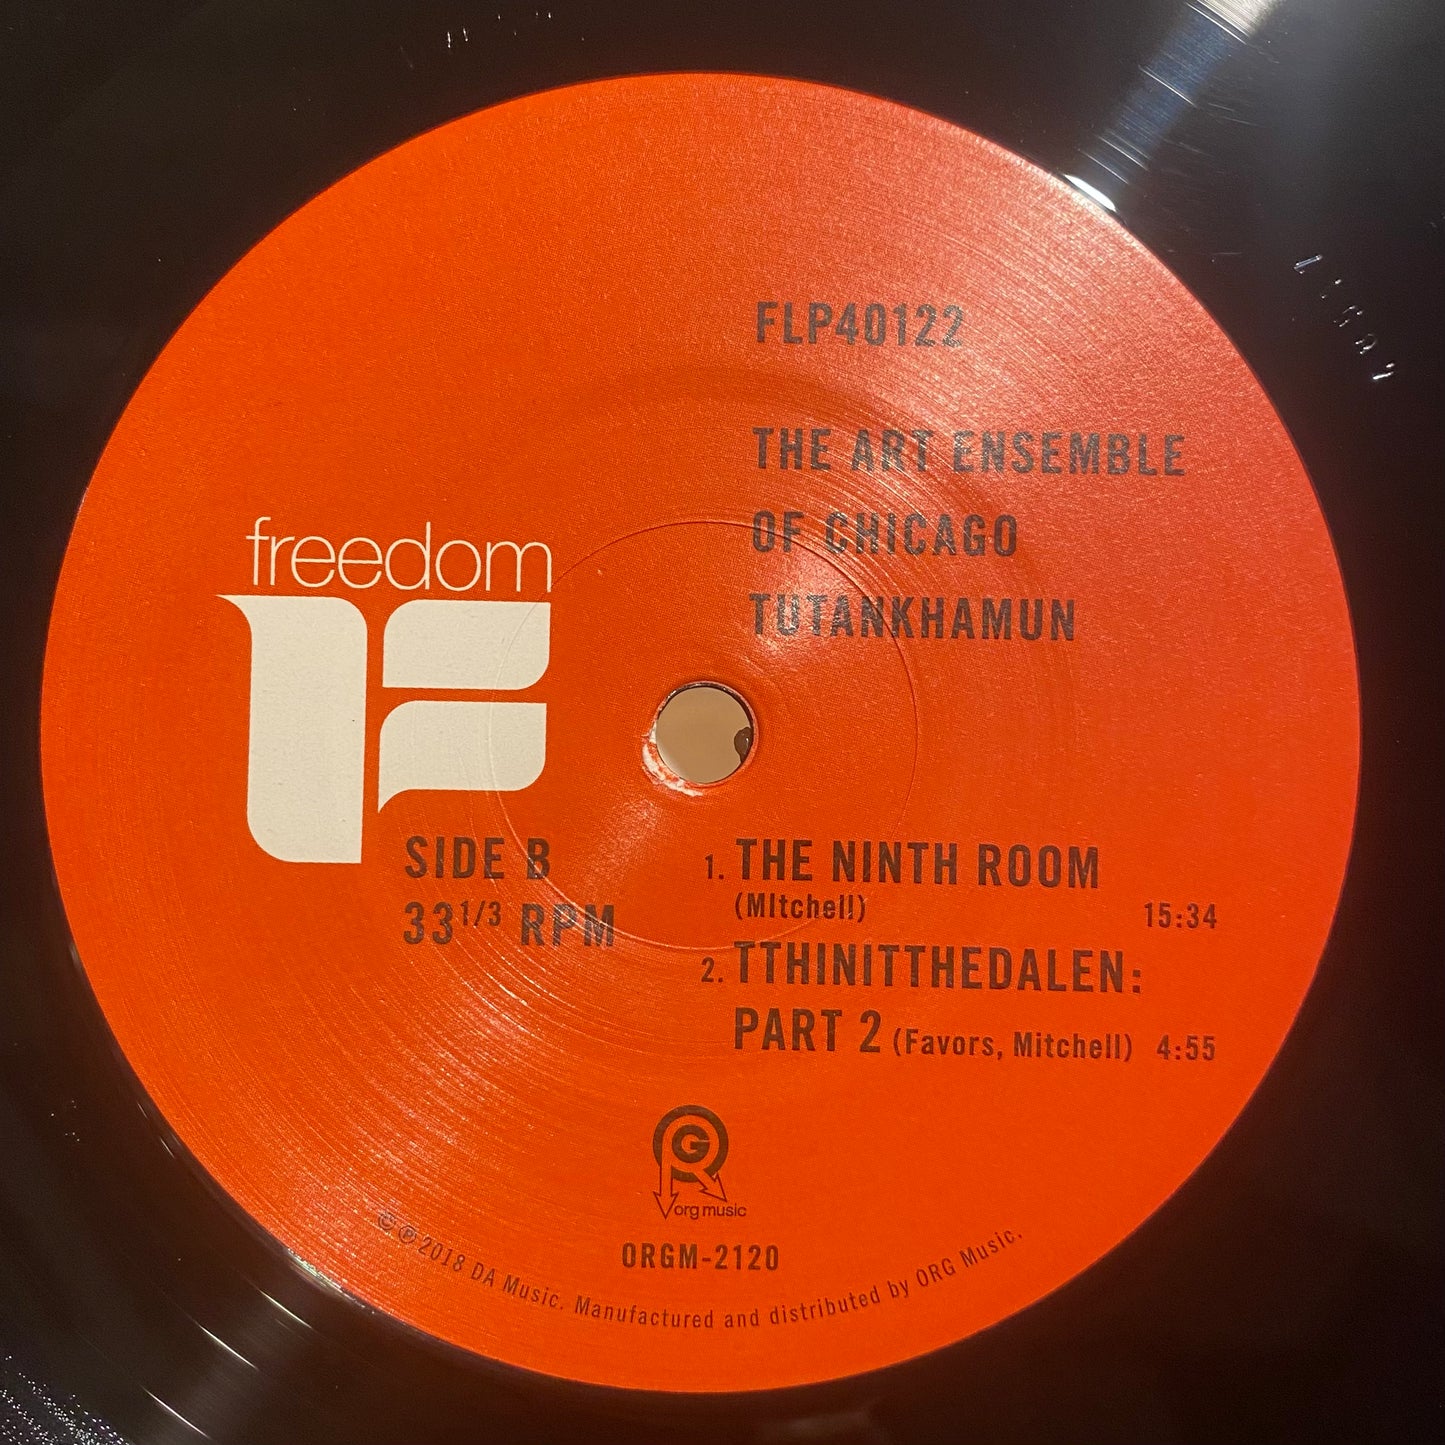 FLP40122
THE ART ENSEMBLE
OF CHICAGO
TUTANKHAMUN
freedom
SIDE B
33 1/3 RPM
1. THE NINTH ROOM
(MItchell) 15:34
2. TTHINITTHEDALEN:
PART 2 (Favors, Mitchell) 4:55
RG
org music
ORGM-2120
© ℗ 2018 DA Music. Manufactured and distributed by ORG Music.